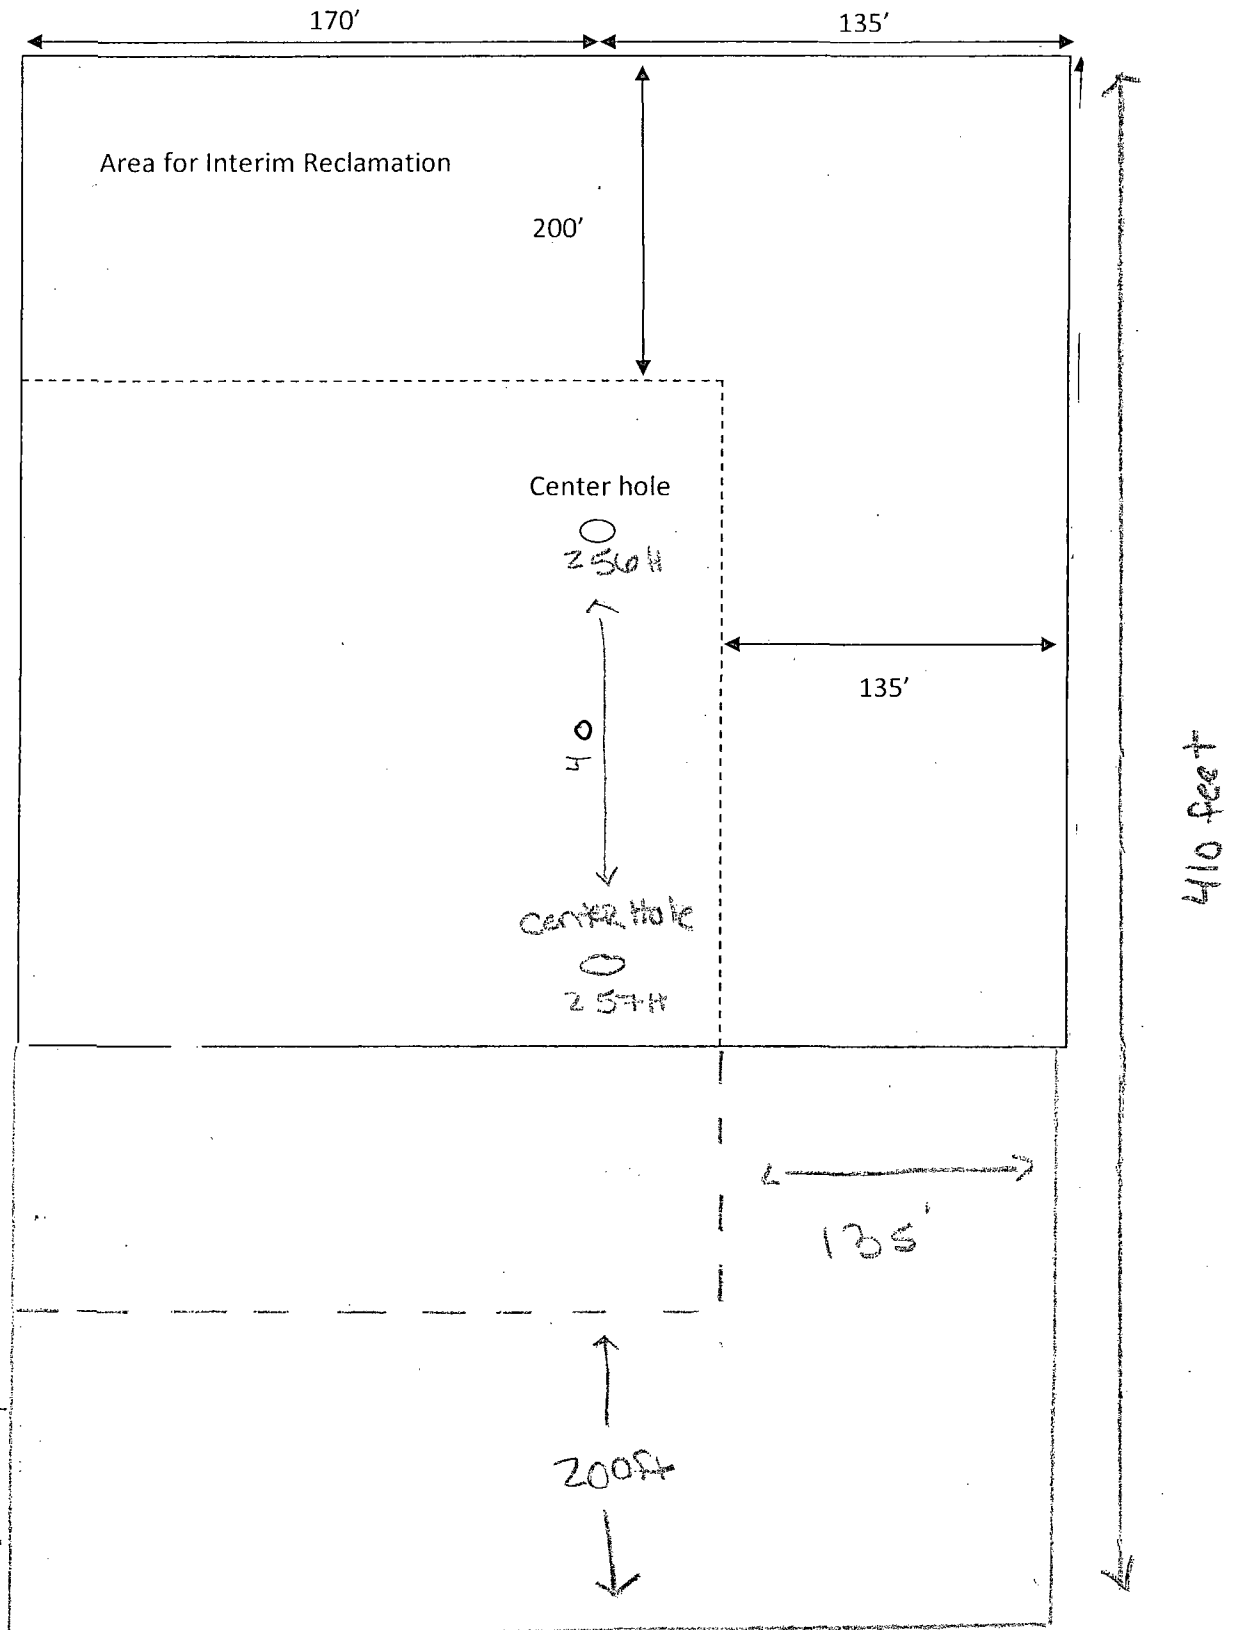 170'
135'
Area for Interim Reclamation
200'
Center hole
256H
135'
40
410 feet
Center Hole
257H
135'
200ft